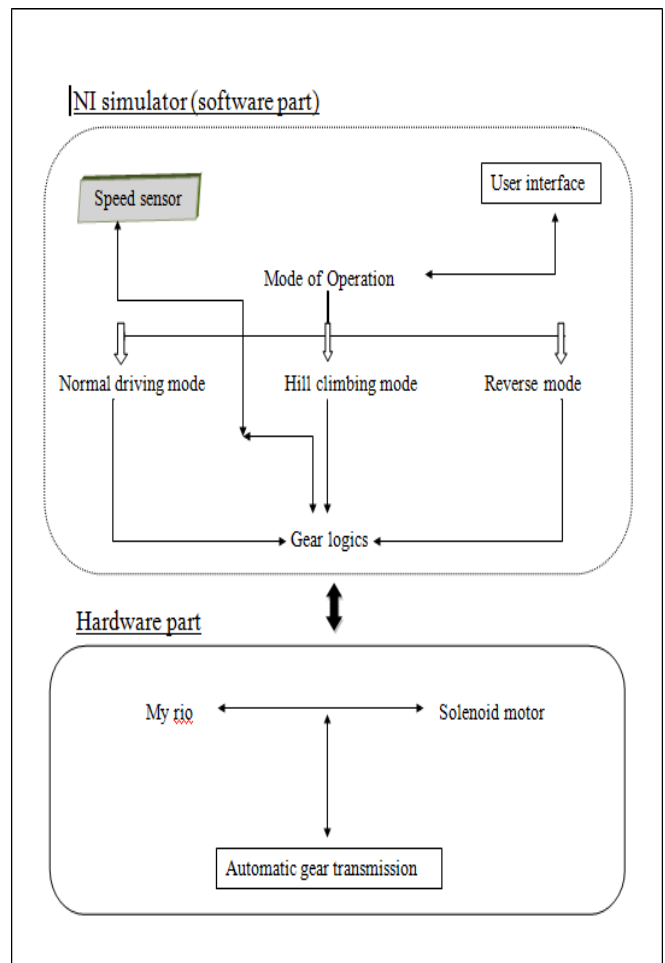 NI simulator (software part)
Speed sensor
User interface
Mode of Operation
Normal driving mode
Hill climbing mode
Reverse mode
Gear logics
Hardware part
My rio
Solenoid motor
Automatic gear transmission